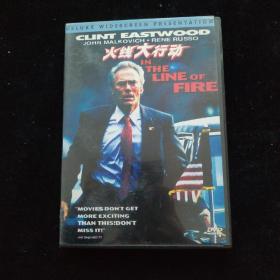 DELUXE WIDESCREEN PRESENTATION
CLINT EASTWOOD
JOHN MALKOVICH · RENE RUSSO
火线大行动
IN
THE LINE OF
FIRE
"MOVIES DON'T GET
MORE EXCITING
THAN THIS! DON'T
MISS IT!"
DVD